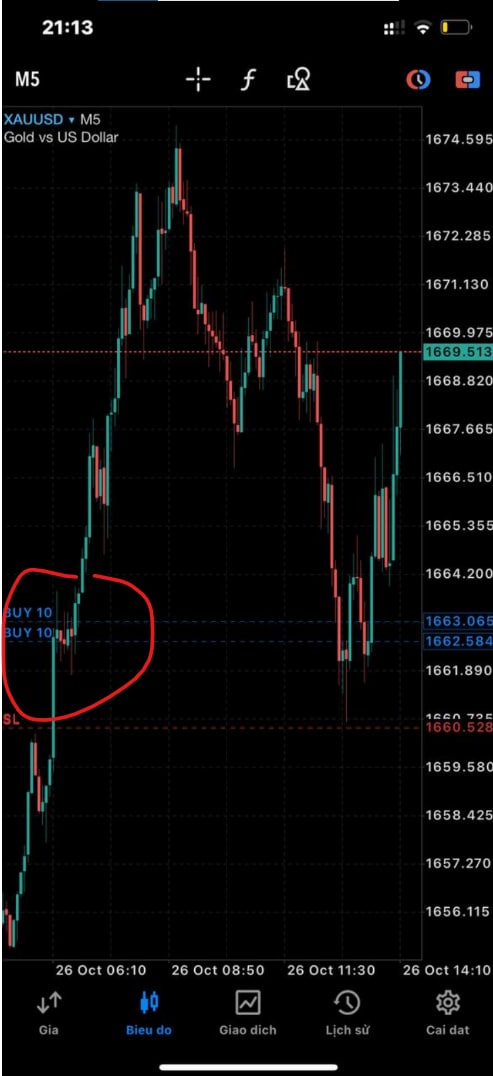 21:13
M5
f
XAUUSD ▾ M5
Gold vs US Dollar
1674.595
1673.440
1672.285
1671.130
1669.975
1669.513
1668.820
1667.665
1666.510
1665.355
1664.200
BUY 10
1663.065
BUY 10
1662.584
1661.890
SL
1660.735
1660.528
1659.580
1658.425
1657.270
1656.115
26 Oct 06:10 26 Oct 08:50 26 Oct 11:30 26 Oct 14:10
Gia Bieu do Giao dich Lịch sử Cai dat